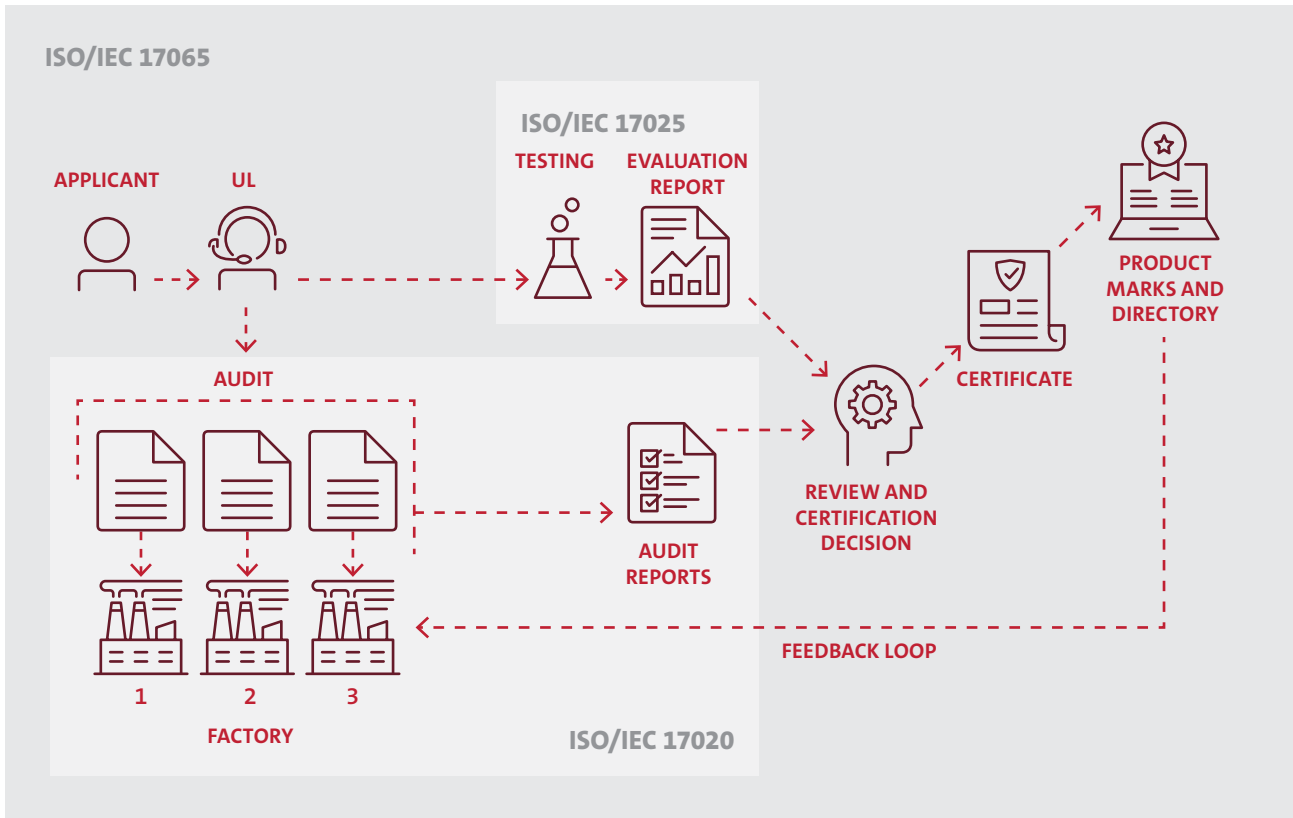 ISO/IEC 17065
ISO/IEC 17025
APPLICANT
UL
TESTING
EVALUATION
REPORT
PRODUCT
MARKS AND
DIRECTORY
CERTIFICATE
AUDIT
REVIEW AND
CERTIFICATION
DECISION
AUDIT
REPORTS
FEEDBACK LOOP
1
2
3
FACTORY
ISO/IEC 17020